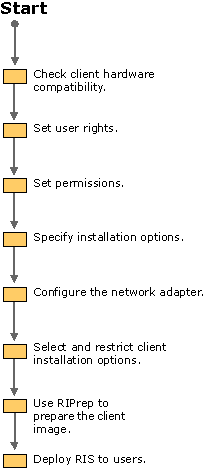 Start
Check client hardware
compatibility.
Set user rights.
Set permissions.
Specify installation options.
Configure the network adapter.
Select and restrict client
installation options.
Use RIPrep to
prepare the client
image.
Deploy RIS to users.